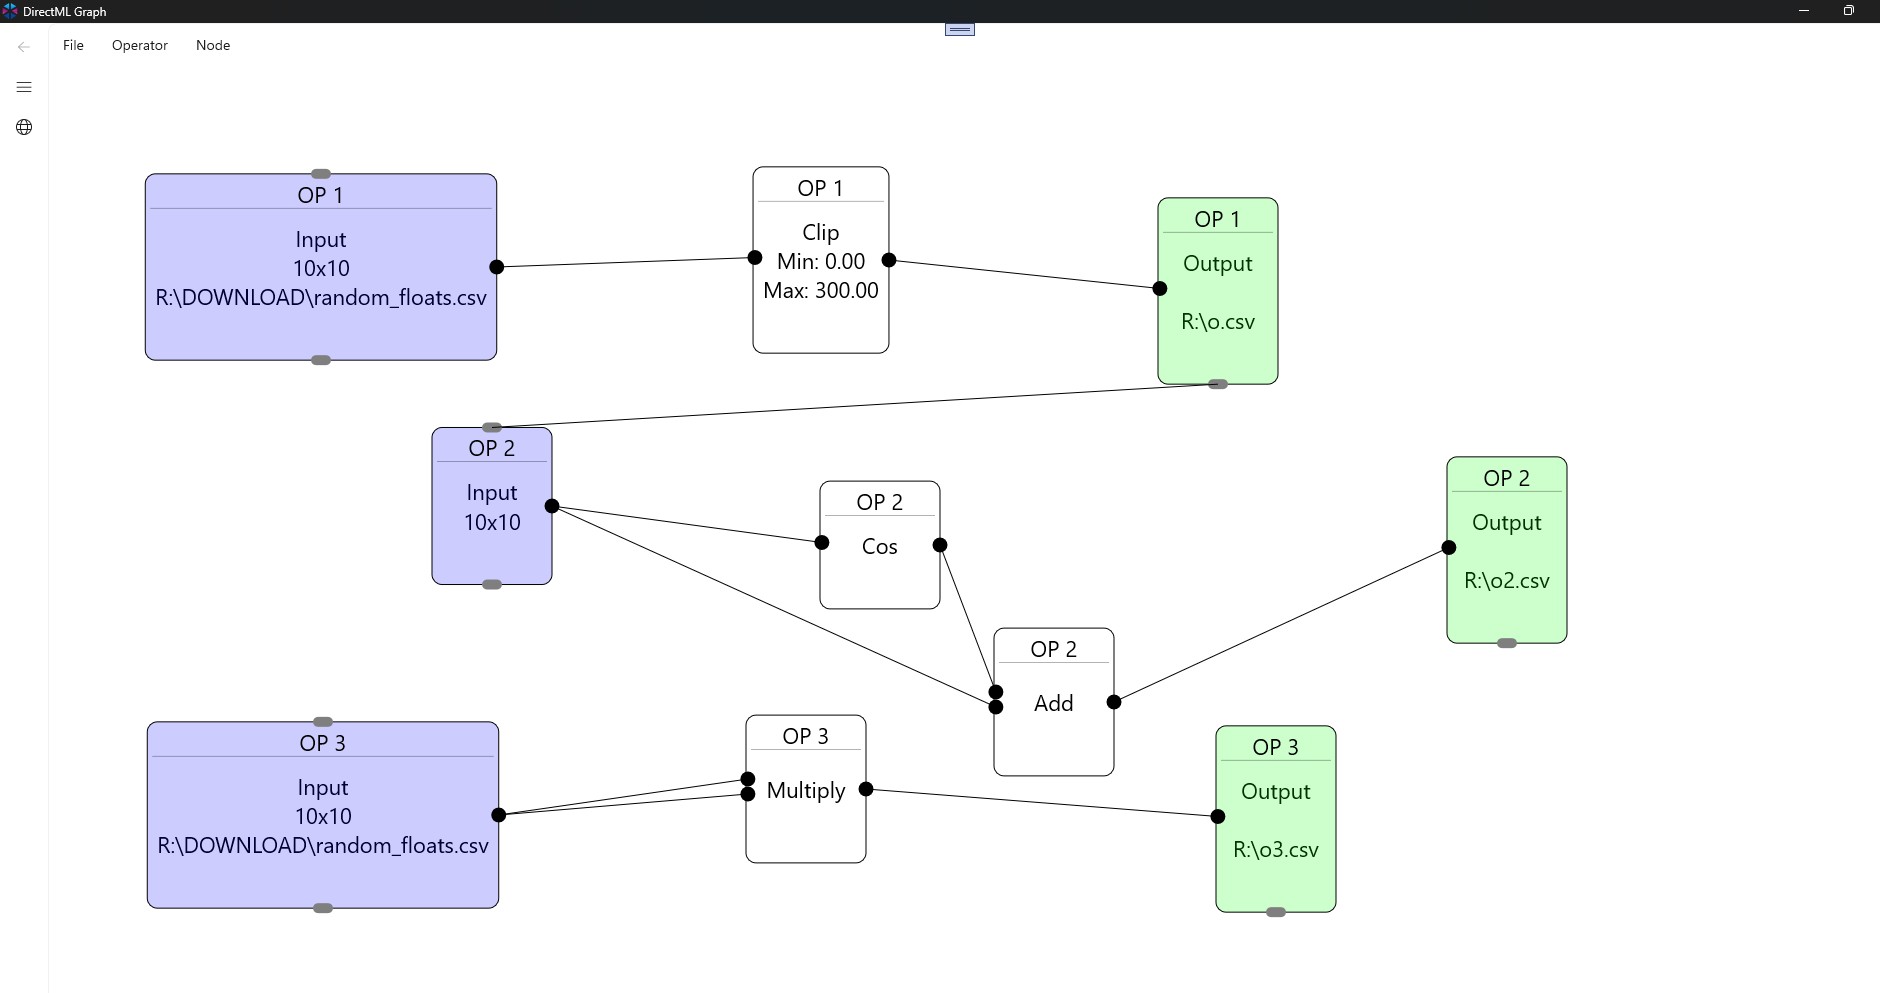 DirectML Graph
File Operator Node
OP 1
Input
10x10
R:\DOWNLOAD\random_floats.csv
OP 1
Clip
Min: 0.00
Max: 300.00
OP 1
Output
R:\o.csv
OP 2
Input
10x10
OP 2
Cos
OP 2
Add
OP 2
Output
R:\o2.csv
OP 3
Input
10x10
R:\DOWNLOAD\random_floats.csv
OP 3
Multiply
OP 3
Output
R:\o3.csv